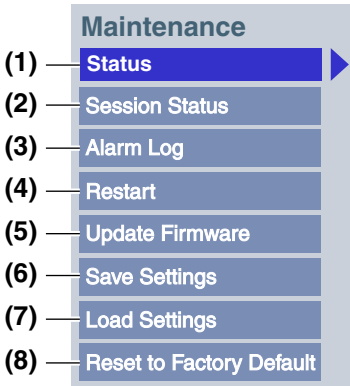 Maintenance
(1) Status
(2) Session Status
(3) Alarm Log
(4) Restart
(5) Update Firmware
(6) Save Settings
(7) Load Settings
(8) Reset to Factory Default